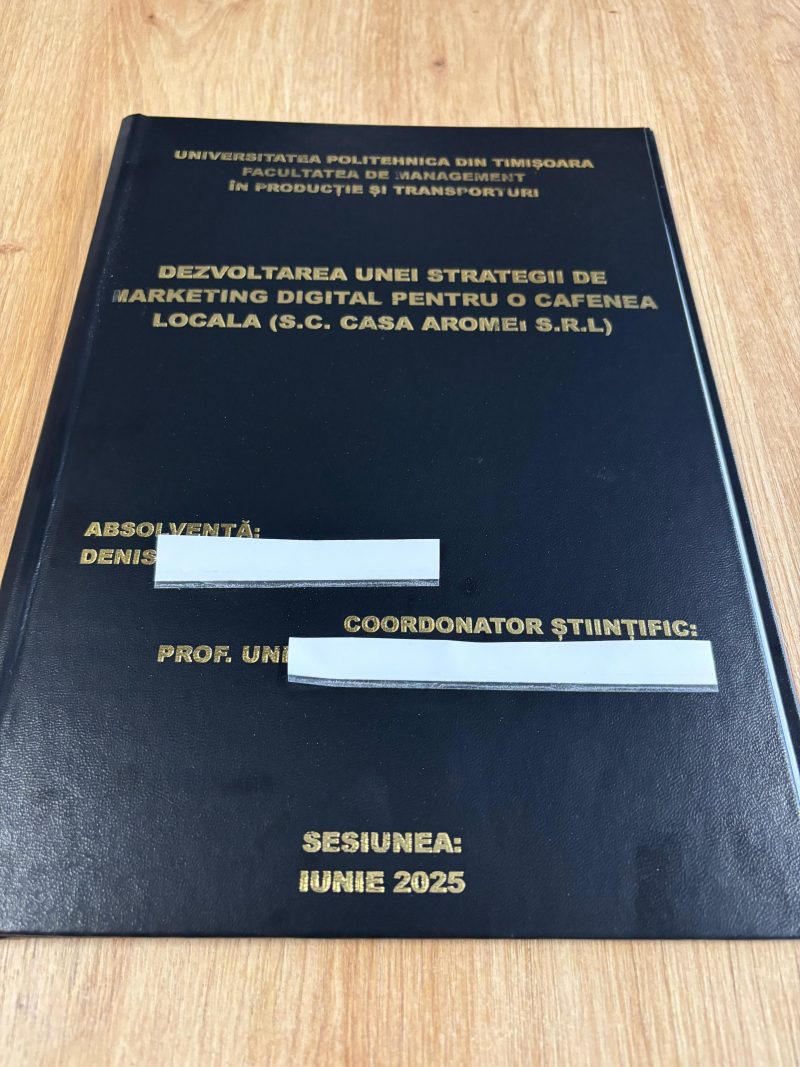 UNIVERSITATEA POLITEHNICA DIN TIMIȘOARA
FACULTATEA DE MANAGEMENT
ÎN PRODUCȚIE ȘI TRANSPORTURI
DEZVOLTAREA UNEI STRATEGII DE
MARKETING DIGITAL PENTRU O CAFENEA
LOCALA (S.C. CASA AROMEI S.R.L)
ABSOLVENTĂ:
DENIS
COORDONATOR ȘTIINȚIFIC:
PROF. UNI
SESIUNEA:
IUNIE 2025